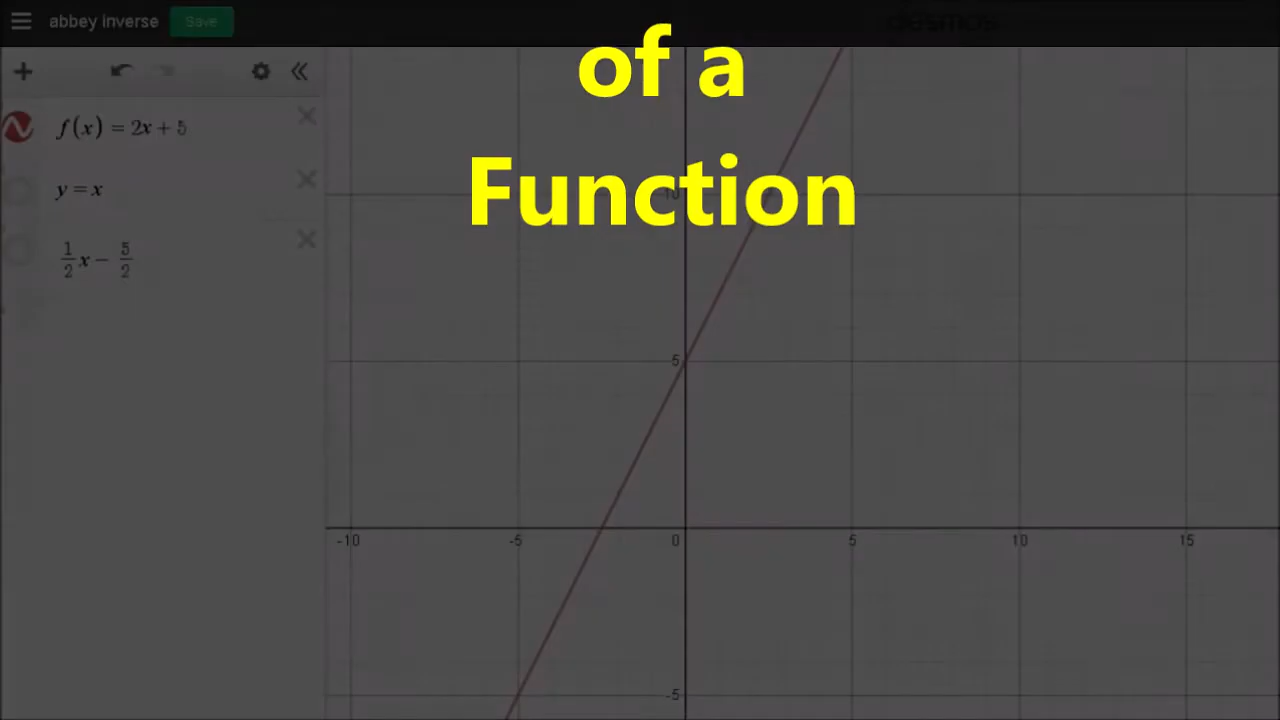 abbey inverse
Save
desmos
of a
Function
f(x) = 2x + 5
y = x
1/2 x − 5/2
10
5
-10
-5
0
5
10
15
-5